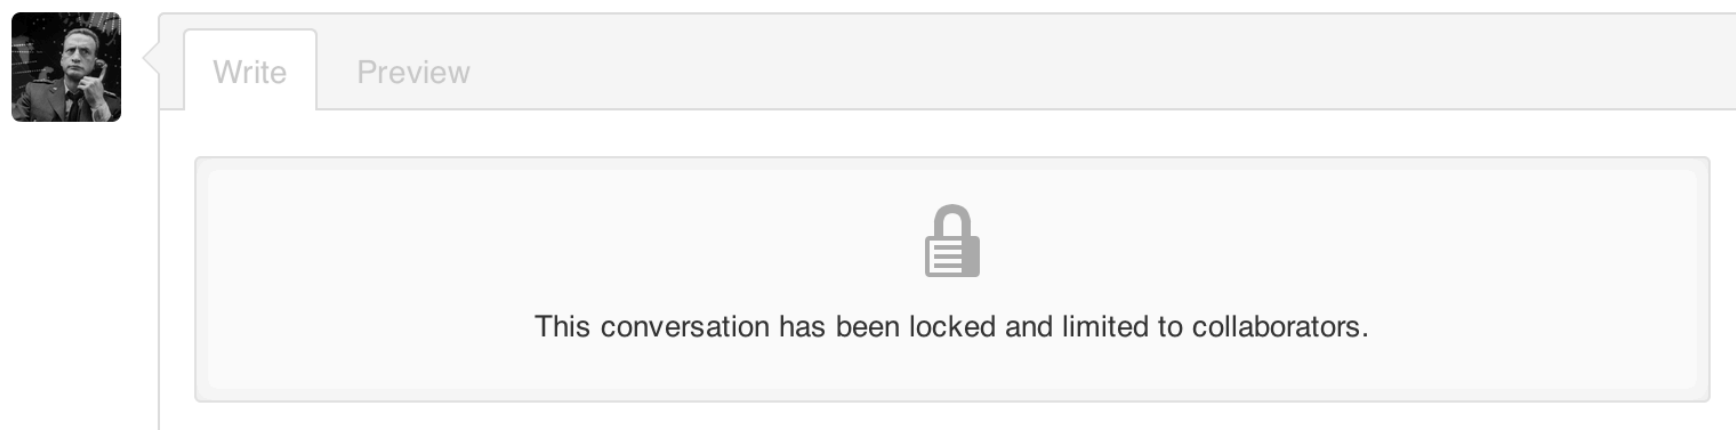 Write Preview
This conversation has been locked and limited to collaborators.